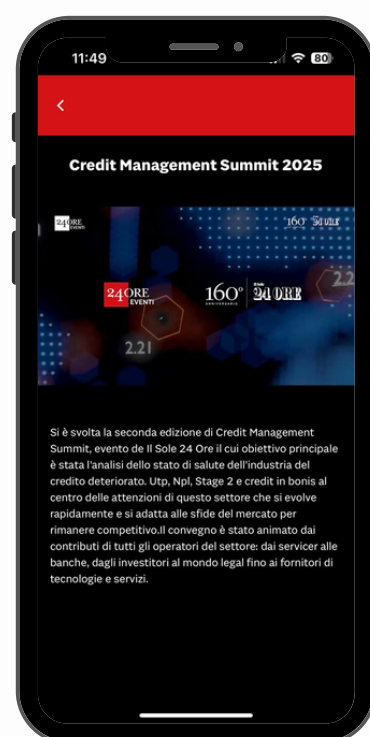 11:49
80
Credit Management Summit 2025
24ORE
EVENTI
160°
24 ORE
24ORE
EVENTI
160°
ANNIVERSARIO
24 ORE
2.2
2.21
Si è svolta la seconda edizione di Credit Management
Summit, evento de Il Sole 24 Ore il cui obiettivo principale
è stata l'analisi dello stato di salute dell'industria del
credito deteriorato. Utp, Npl, Stage 2 e credit in bonis al
centro delle attenzioni di questo settore che si evolve
rapidamente e si adatta alle sfide del mercato per
rimanere competitivo.Il convegno è stato animato dai
contributi di tutti gli operatori del settore: dai servicer alle
banche, dagli investitori al mondo legal fino ai fornitori di
tecnologie e servizi.